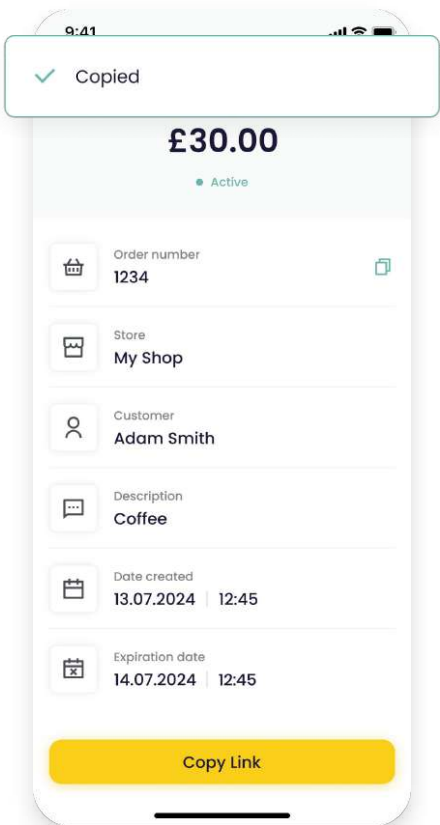 9:41
Copied
£30.00
Active
Order number
1234
Store
My Shop
Customer
Adam Smith
Description
Coffee
Date created
13.07.2024 | 12:45
Expiration date
14.07.2024 | 12:45
Copy Link